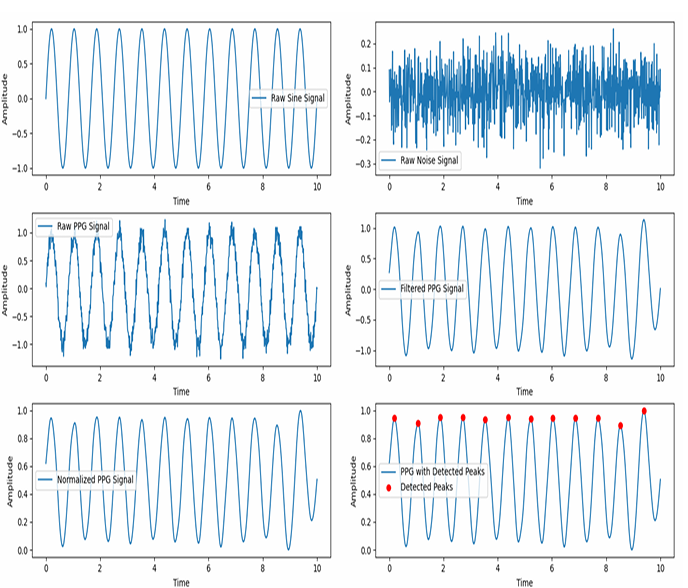 1.0
0.5
0.0
−0.5
−1.0
Amplitude
Raw Sine Signal
0 2 4 6 8 10
Time
0.2
0.1
0.0
−0.1
−0.2
−0.3
Amplitude
Raw Noise Signal
0 2 4 6 8 10
Time
1.0
0.5
0.0
−0.5
−1.0
Amplitude
Raw PPG Signal
0 2 4 6 8 10
Time
1.0
0.5
0.0
−0.5
−1.0
Amplitude
Filtered PPG Signal
0 2 4 6 8 10
Time
1.0
0.8
0.6
0.4
0.2
0.0
Amplitude
Normalized PPG Signal
0 2 4 6 8 10
Time
1.0
0.8
0.6
0.4
0.2
0.0
Amplitude
PPG with Detected Peaks
Detected Peaks
0 2 4 6 8 10
Time